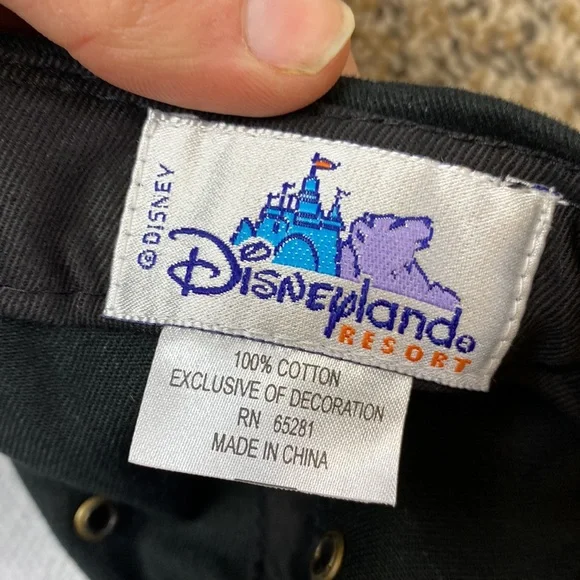 © DISNEY
Disneyland®
RESORT
100% COTTON
EXCLUSIVE OF DECORATION
RN 65281
MADE IN CHINA